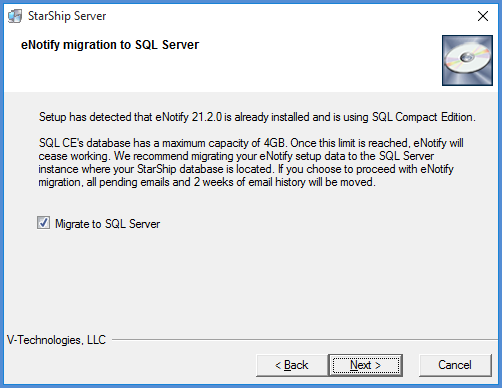 StarShip Server
eNotify migration to SQL Server
Setup has detected that eNotify 21.2.0 is already installed and is using SQL Compact Edition.
SQL CE's database has a maximum capacity of 4GB. Once this limit is reached, eNotify will
cease working. We recommend migrating your eNotify setup data to the SQL Server
instance where your StarShip database is located. If you choose to proceed with eNotify
migration, all pending emails and 2 weeks of email history will be moved.
Migrate to SQL Server
V-Technologies, LLC
< Back Next > Cancel